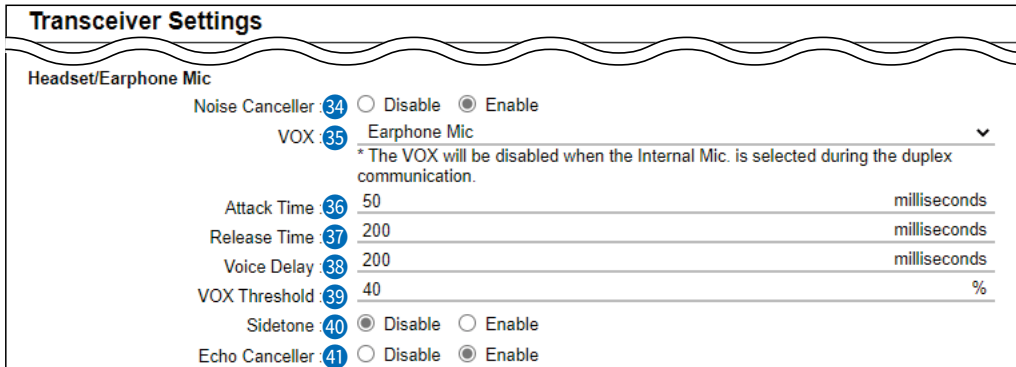 Transceiver Settings
Headset/Earphone Mic
Noise Canceller : 34 Disable Enable
VOX : 35 Earphone Mic
* The VOX will be disabled when the Internal Mic. is selected during the duplex
communication.
Attack Time : 36 50 milliseconds
Release Time : 37 200 milliseconds
Voice Delay : 38 200 milliseconds
VOX Threshold : 39 40 %
Sidetone : 40 Disable Enable
Echo Canceller : 41 Disable Enable